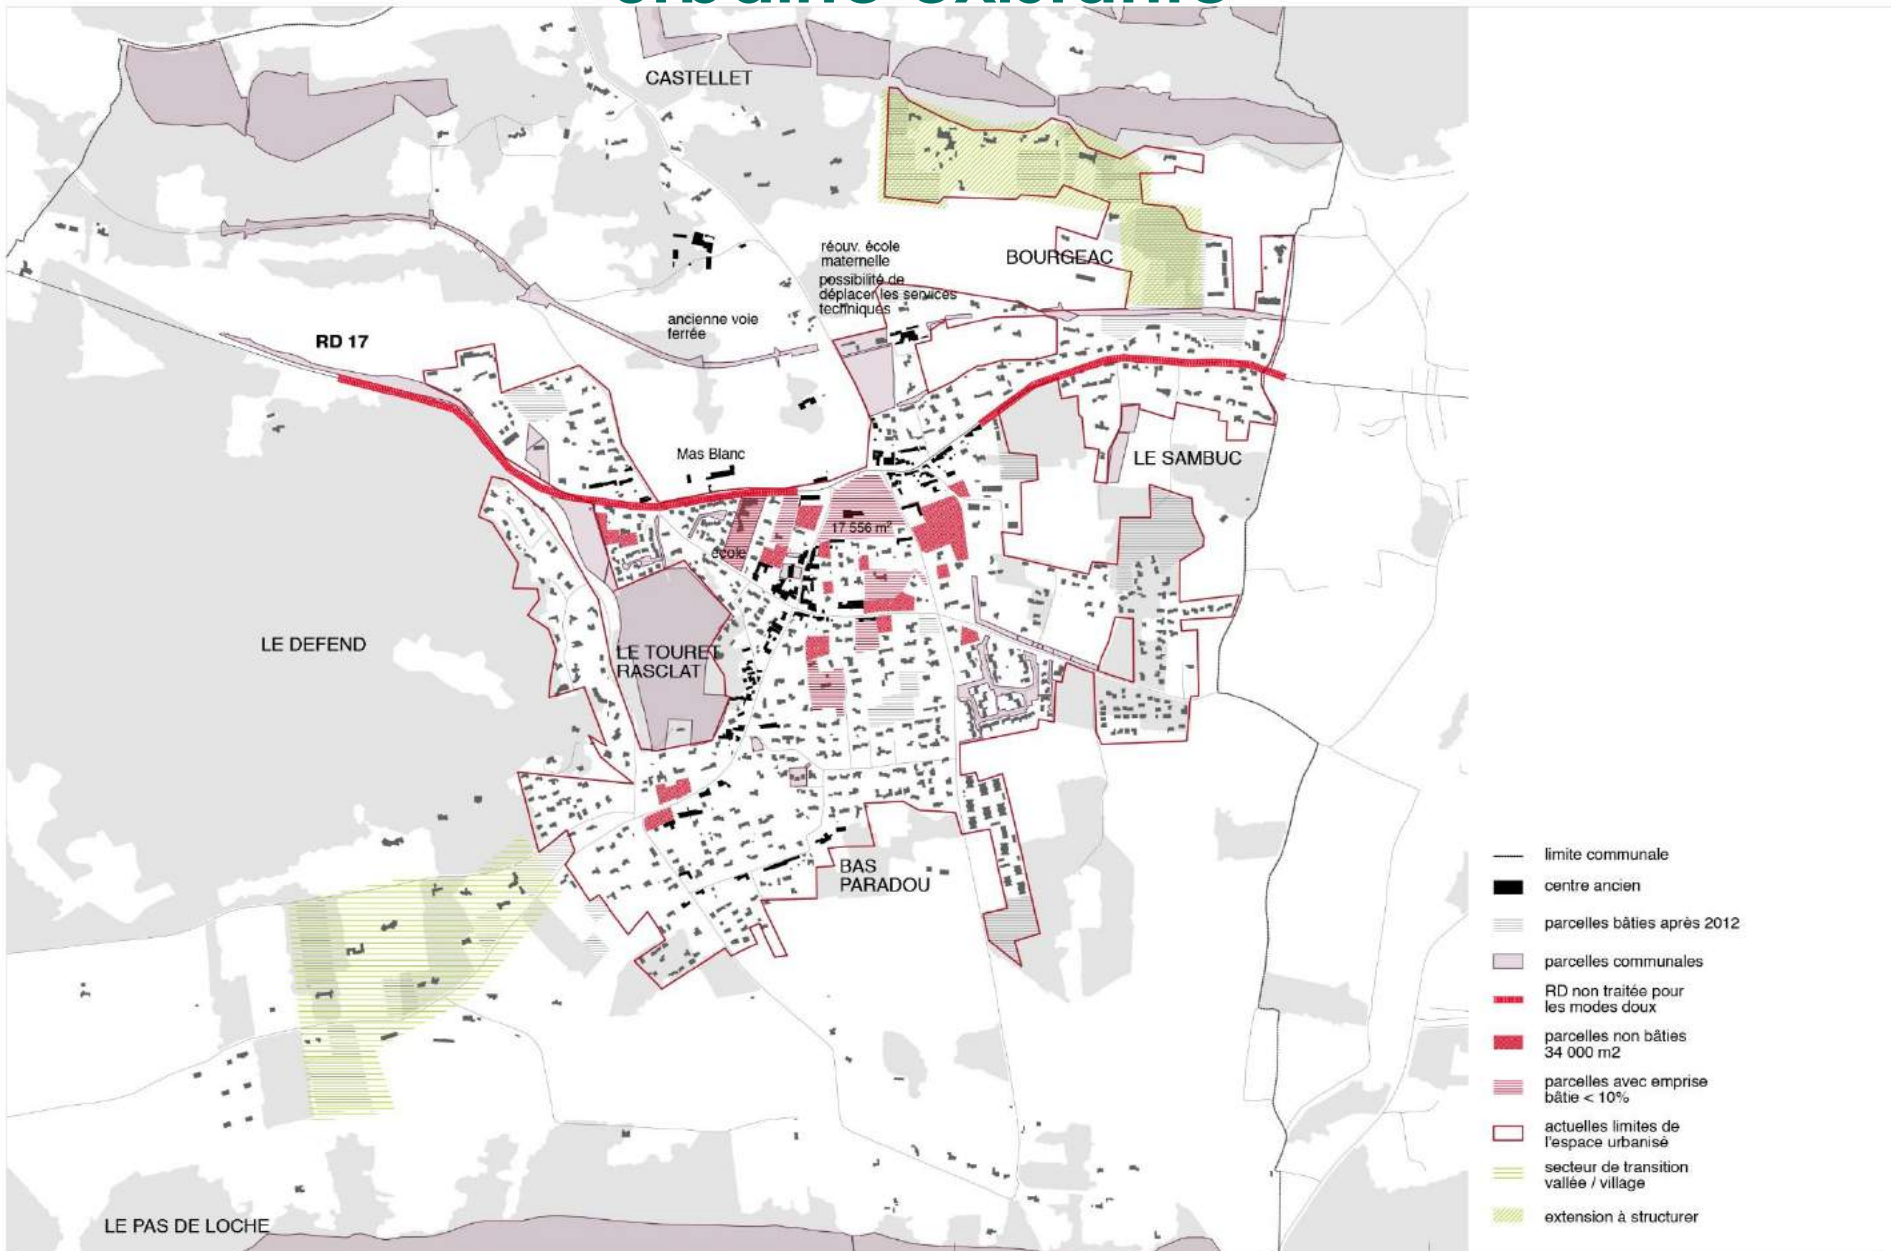 urbaine existante
CASTELLET
réouv. école
maternelle
possibilité de
déplacer les services
techniques
BOURGEAC
ancienne voie
ferrée
RD 17
Mas Blanc
LE SAMBUC
17 556 m²
école
LE DEFEND
LE TOURET
RASCLAT
BAS
PARADOU
LE PAS DE LOCHE
limite communale
centre ancien
parcelles bâties après 2012
parcelles communales
RD non traitée pour
les modes doux
parcelles non bâties
34 000 m2
parcelles avec emprise
bâtie < 10%
actuelles limites de
l'espace urbanisé
secteur de transition
vallée / village
extension à structurer